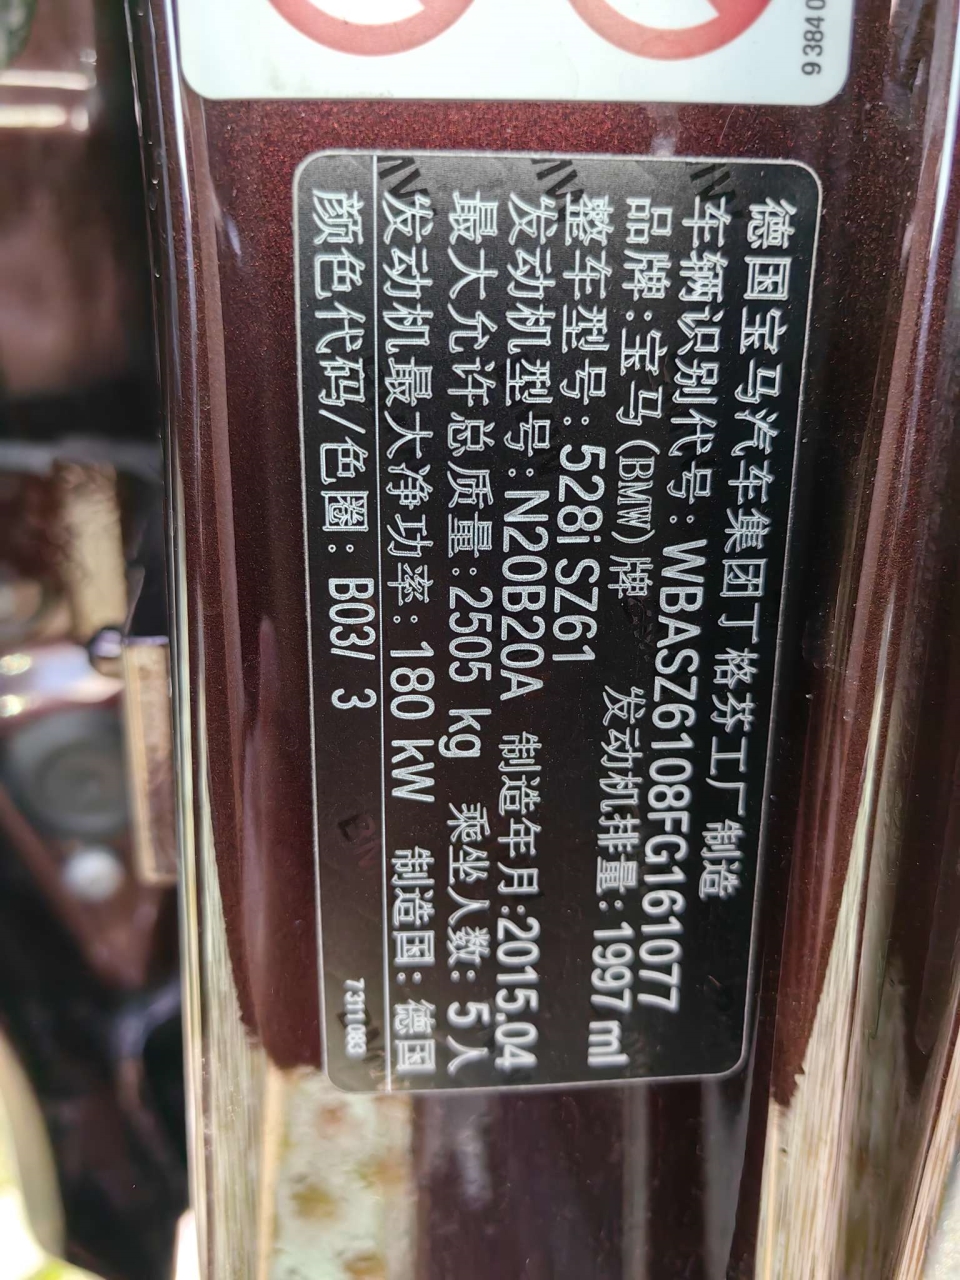 9 384 0
德国宝马汽车集团丁格芬工厂制造
车辆识别代号:WBASZ6108FG161077
品牌:宝马(BMW)牌 发动机排量:1997 ml
整车型号:528i SZ61
发动机型号:N20B20A 制造年月:2015.04
最大允许总质量:2505 kg 乘坐人数:5人
发动机最大净功率:180 kW 制造国:德国
颜色代码/色圈:B03/ 3 7 311 083